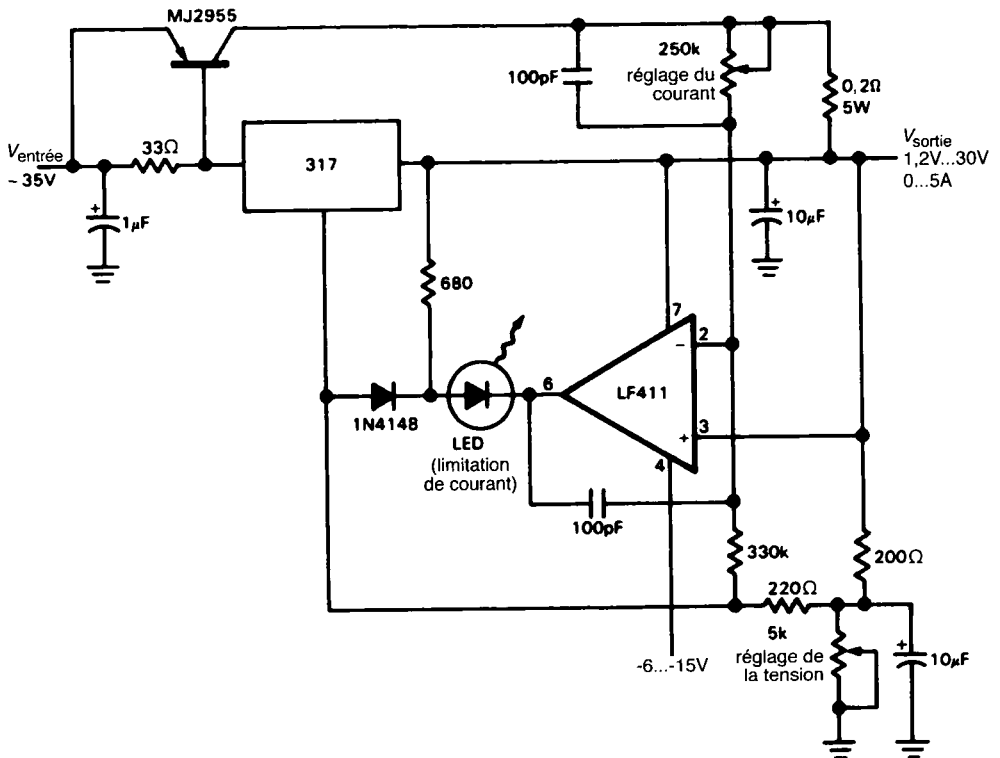 MJ2955
250k
réglage du
courant
100pF
0,2Ω
5W
Ventrée
~ 35V
33Ω
317
Vsortie
1,2V...30V
0...5A
+
1µF
+
10µF
680
7
2
−
6
LF411
3
+
4
1N4148
LED
(limitation
de courant)
100pF
330k
200Ω
220Ω
5k
réglage de
la tension
+
10µF
-6...-15V